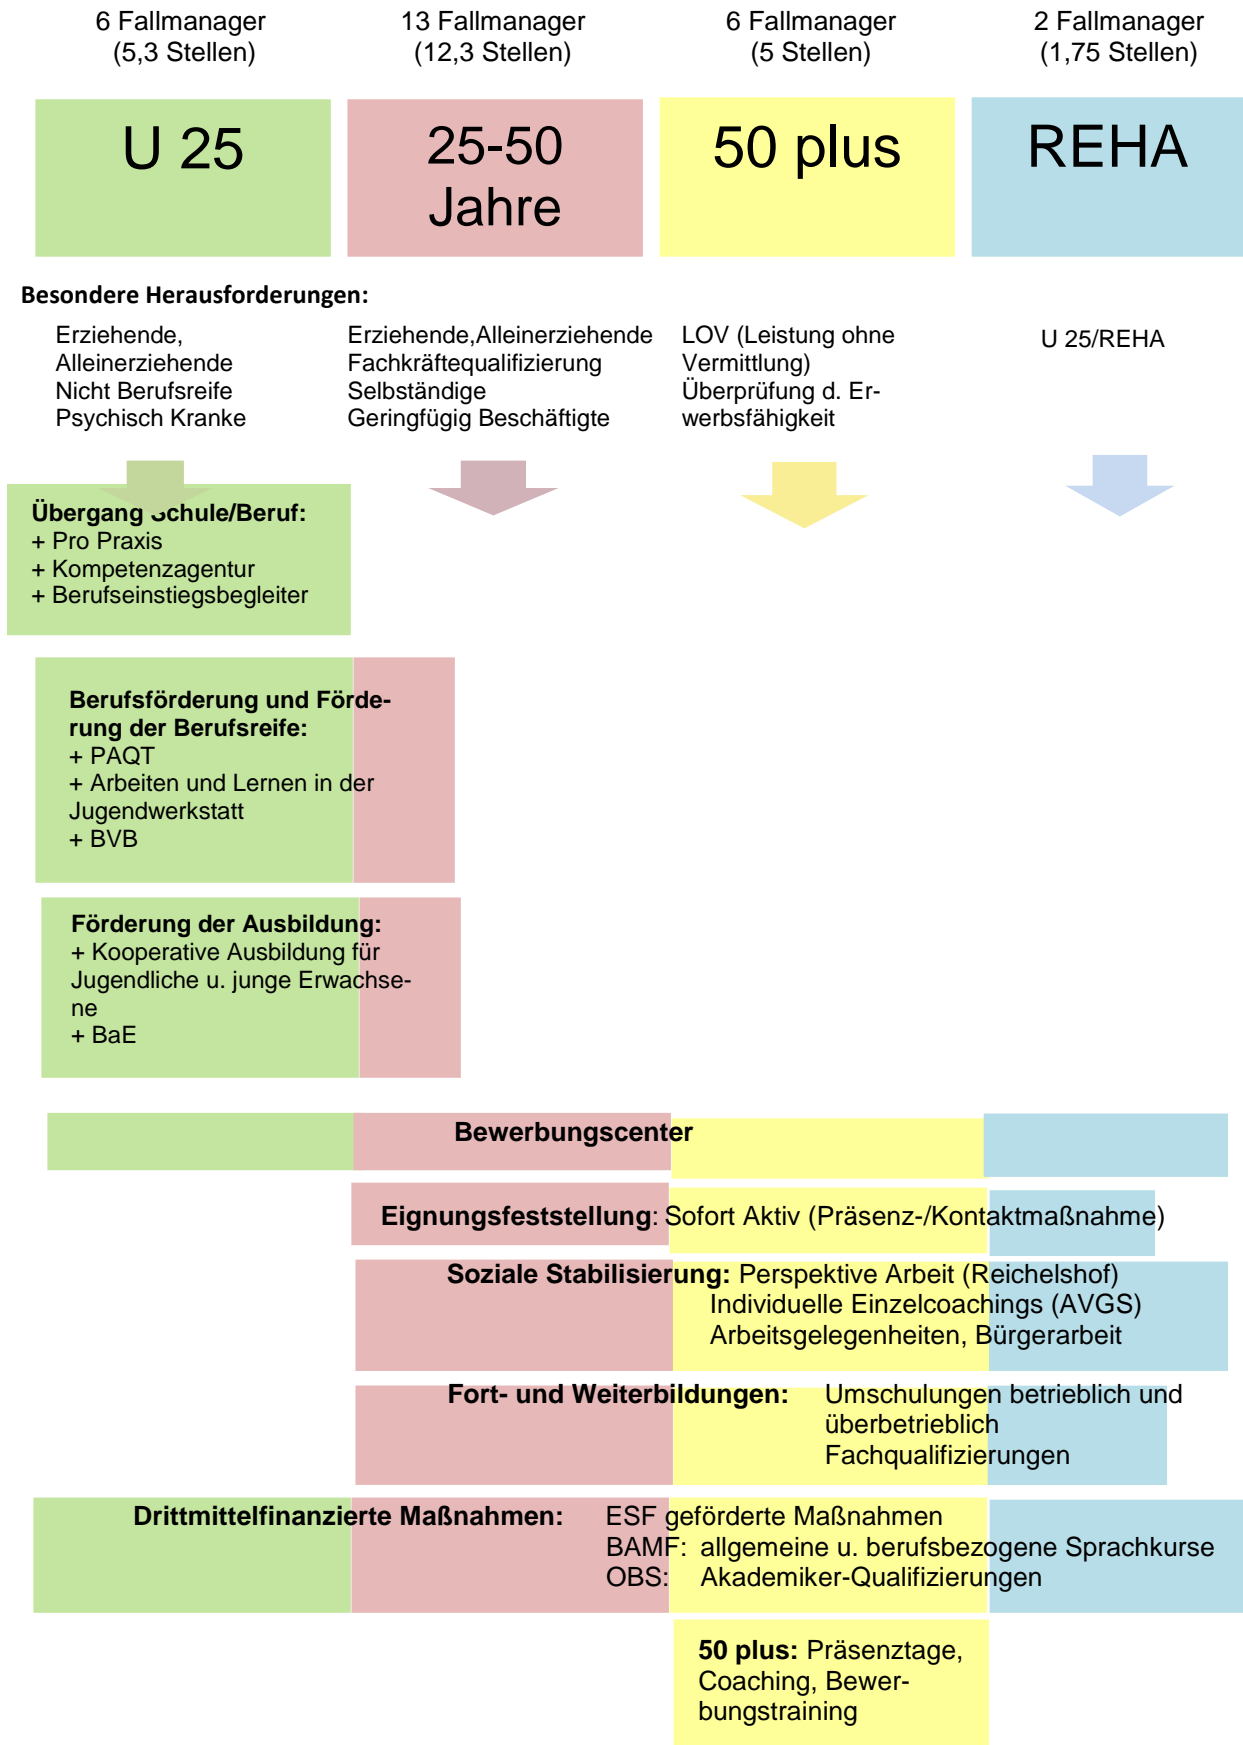 6 Fallmanager
(5,3 Stellen)
13 Fallmanager
(12,3 Stellen)
6 Fallmanager
(5 Stellen)
2 Fallmanager
(1,75 Stellen)
U 25
25-50
Jahre
50 plus
REHA
Besondere Herausforderungen:
Erziehende,
Alleinerziehende
Nicht Berufsreife
Psychisch Kranke
Erziehende,Alleinerziehende
Fachkräftequalifizierung
Selbständige
Geringfügig Beschäftigte
LOV (Leistung ohne
Vermittlung)
Überprüfung d. Er-
werbsfähigkeit
U 25/REHA
Übergang Schule/Beruf:
+ Pro Praxis
+ Kompetenzagentur
+ Berufseinstiegsbegleiter
Berufsförderung und Förde-
rung der Berufsreife:
+ PAQT
+ Arbeiten und Lernen in der
Jugendwerkstatt
+ BVB
Förderung der Ausbildung:
+ Kooperative Ausbildung für
Jugendliche u. junge Erwachse-
ne
+ BaE
Bewerbungscenter
Eignungsfeststellung: Sofort Aktiv (Präsenz-/Kontaktmaßnahme)
Soziale Stabilisierung: Perspektive Arbeit (Reichelshof)
Individuelle Einzelcoachings (AVGS)
Arbeitsgelegenheiten, Bürgerarbeit
Fort- und Weiterbildungen: Umschulungen betrieblich und
überbetrieblich
Fachqualifizierungen
Drittmittelfinanzierte Maßnahmen: ESF geförderte Maßnahmen
BAMF: allgemeine u. berufsbezogene Sprachkurse
OBS: Akademiker-Qualifizierungen
50 plus: Präsenztage,
Coaching, Bewer-
bungstraining